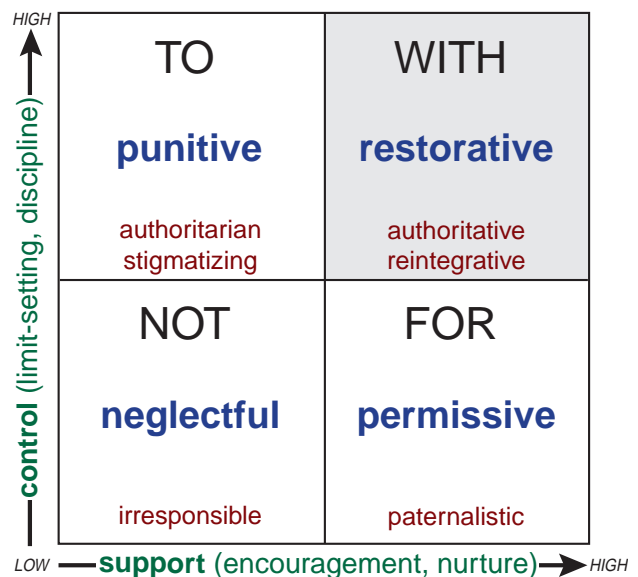 HIGH
TO
WITH
punitive
restorative
authoritarian
stigmatizing
authoritative
reintegrative
control (limit-setting, discipline)
NOT
FOR
neglectful
permissive
irresponsible
paternalistic
LOW
support (encouragement, nurture)
HIGH